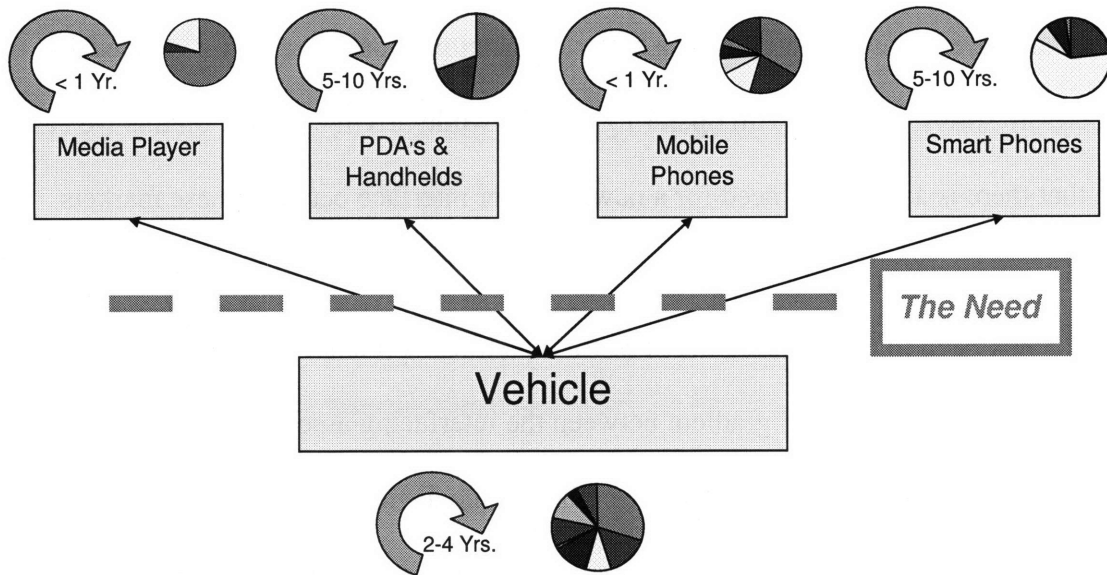 < 1 Yr.
5-10 Yrs.
< 1 Yr.
5-10 Yrs.
Media Player
PDA's &
Handhelds
Mobile
Phones
Smart Phones
The Need
Vehicle
2-4 Yrs.